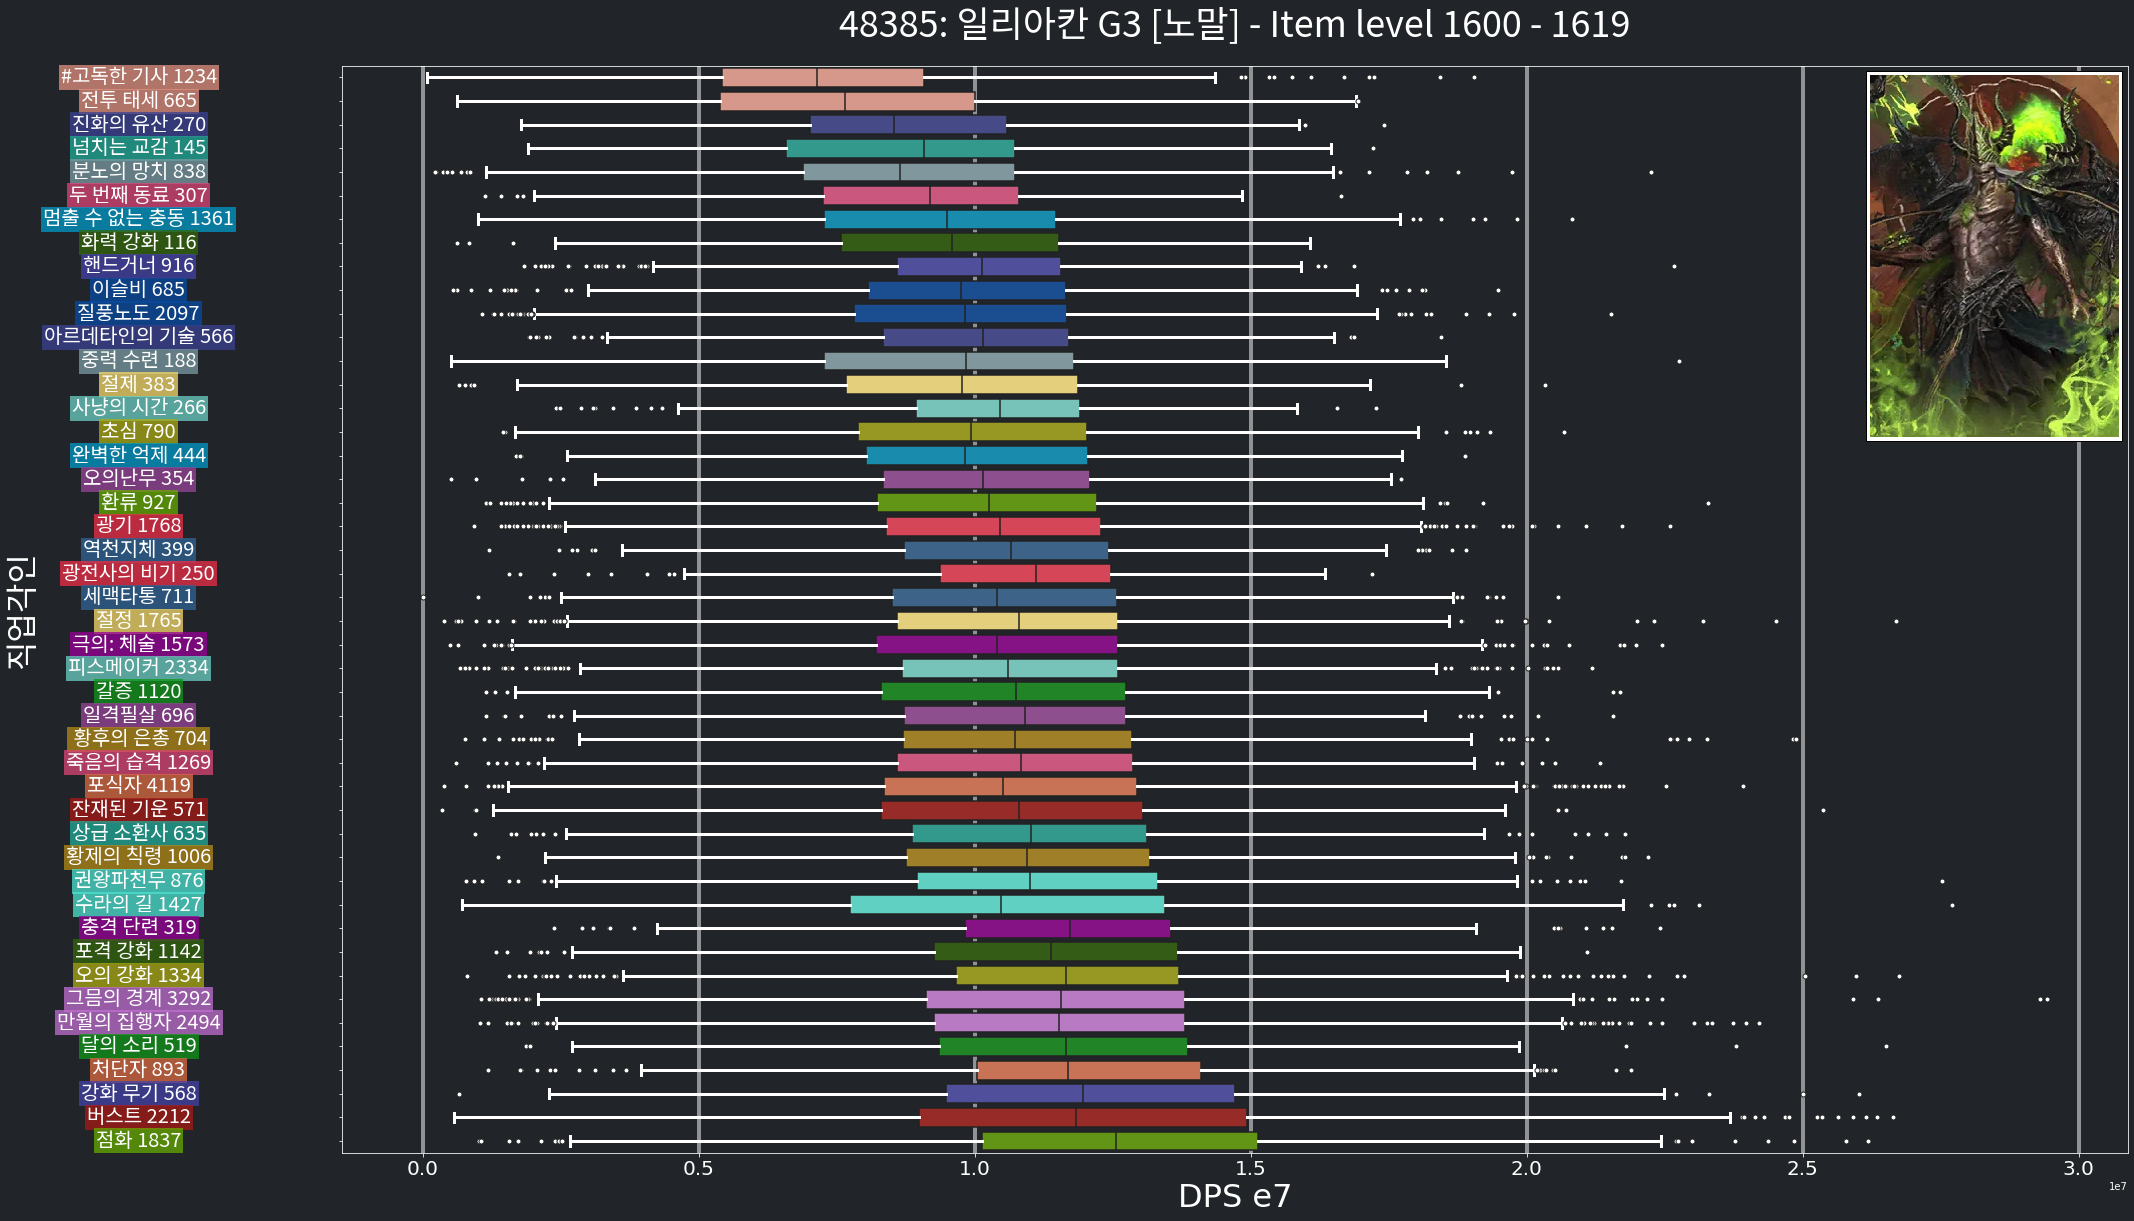 48385: 일리아칸 G3 [노말] - Item level 1600 - 1619
#고독한 기사 1234
전투 태세 665
진화의 유산 270
넘치는 교감 145
분노의 망치 838
두 번째 동료 307
멈출 수 없는 충동 1361
화력 강화 116
핸드거너 916
이슬비 685
질풍노도 2097
아르데타인의 기술 566
중력 수련 188
절제 383
사냥의 시간 266
초심 790
완벽한 억제 444
오의난무 354
환류 927
광기 1768
역천지체 399
광전사의 비기 250
세맥타통 711
절정 1765
극의: 체술 1573
피스메이커 2334
갈증 1120
일격필살 696
황후의 은총 704
죽음의 습격 1269
포식자 4119
잔재된 기운 571
상급 소환사 635
황제의 칙령 1006
권왕파천무 876
수라의 길 1427
충격 단련 319
포격 강화 1142
오의 강화 1334
그믐의 경계 3292
만월의 집행자 2494
달의 소리 519
처단자 893
강화 무기 568
버스트 2212
점화 1837
직업각인
0.0 0.5 1.0 1.5 2.0 2.5 3.0
DPS e7
1e7